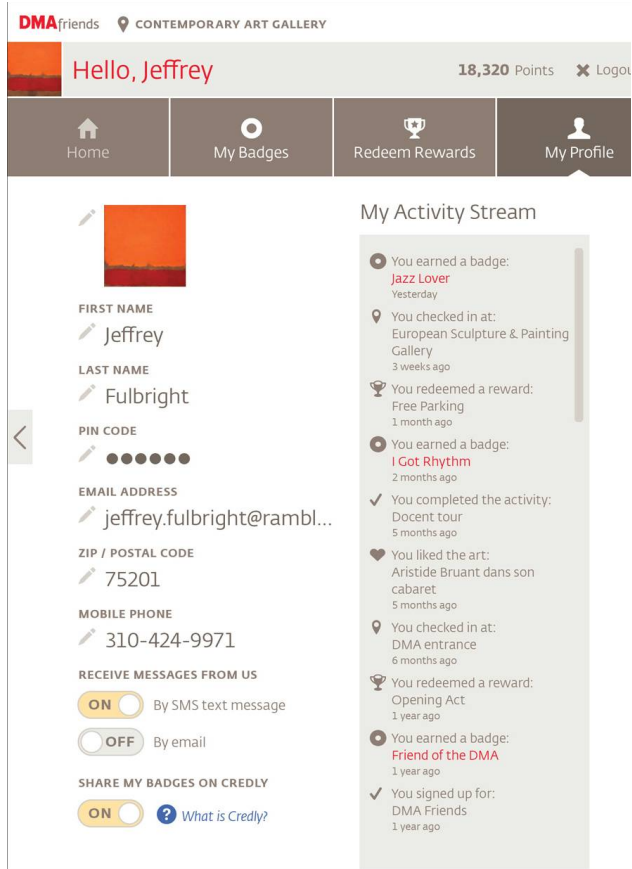 DMAfriends CONTEMPORARY ART GALLERY
Hello, Jeffrey
18,320 Points Logou
Home
My Badges
Redeem Rewards
My Profile
FIRST NAME
Jeffrey
LAST NAME
Fulbright
PIN CODE
●●●●●●
EMAIL ADDRESS
jeffrey.fulbright@rambl...
ZIP / POSTAL CODE
75201
MOBILE PHONE
310-424-9971
RECEIVE MESSAGES FROM US
ON By SMS text message
OFF By email
SHARE MY BADGES ON CREDLY
ON ? What is Credly?
My Activity Stream
You earned a badge:
Jazz Lover
Yesterday
You checked in at:
European Sculpture & Painting
Gallery
3 weeks ago
You redeemed a reward:
Free Parking
1 month ago
You earned a badge:
I Got Rhythm
2 months ago
You completed the activity:
Docent tour
5 months ago
You liked the art:
Aristide Bruant dans son
cabaret
5 months ago
You checked in at:
DMA entrance
6 months ago
You redeemed a reward:
Opening Act
1 year ago
You earned a badge:
Friend of the DMA
1 year ago
You signed up for:
DMA Friends
1 year ago